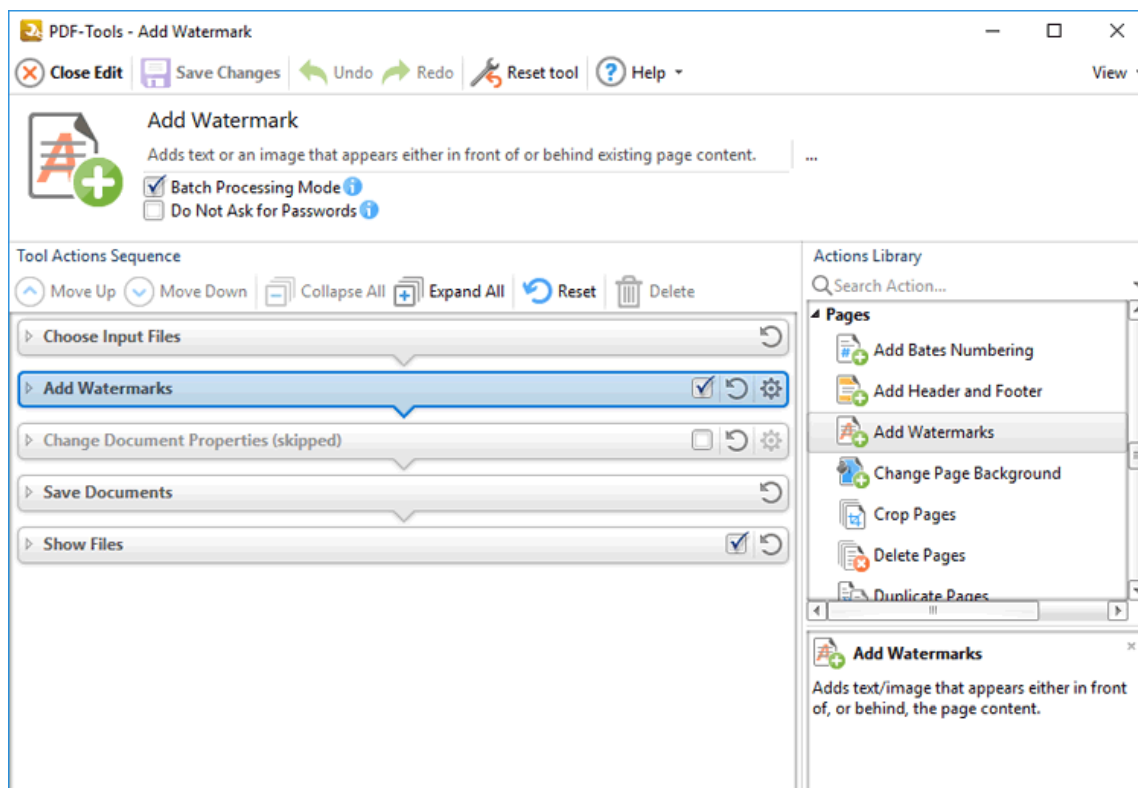 PDF-Tools - Add Watermark
Close Edit Save Changes Undo Redo Reset tool Help View
Add Watermark
Adds text or an image that appears either in front of or behind existing page content. ...
Batch Processing Mode
Do Not Ask for Passwords
Tool Actions Sequence
Move Up Move Down Collapse All Expand All Reset Delete
Choose Input Files
Add Watermarks
Change Document Properties (skipped)
Save Documents
Show Files
Actions Library
Search Action...
Pages
Add Bates Numbering
Add Header and Footer
Add Watermarks
Change Page Background
Crop Pages
Delete Pages
Duplicate Pages
Add Watermarks
Adds text/image that appears either in front
of, or behind, the page content.